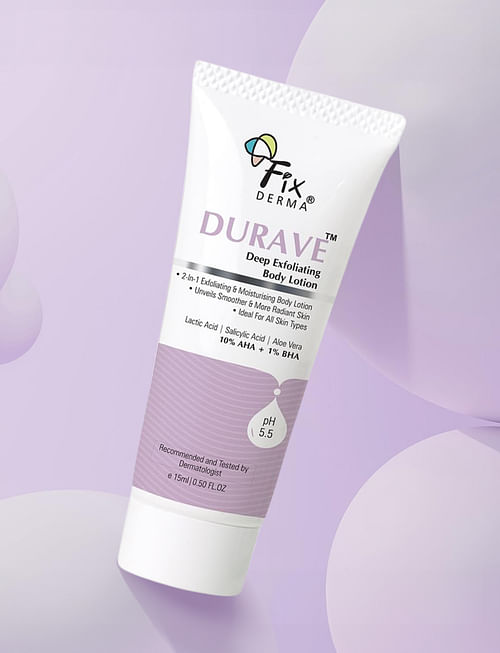 Fix
DERMA®
DURAVE™
Deep Exfoliating
Body Lotion
• 2-In-1 Exfoliating & Moisturising Body Lotion
• Unveils Smoother & More Radiant Skin
• Ideal For All Skin Types
Lactic Acid | Salicylic Acid | Aloe Vera
10% AHA + 1% BHA
pH
5.5
Recommended and Tested by
Dermatologist
e 15ml | 0.50 FL.OZ